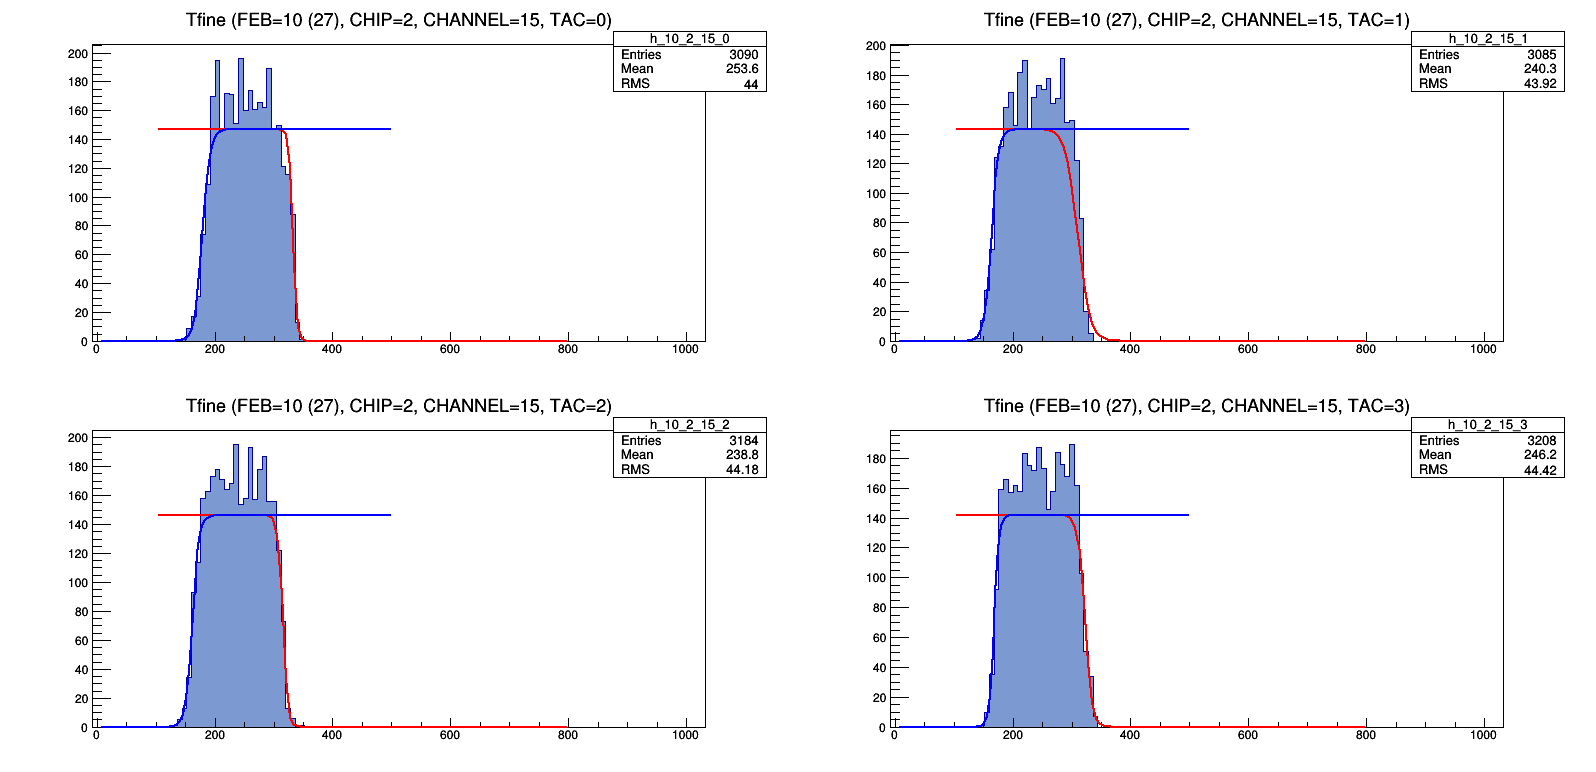 Tfine (FEB=10 (27), CHIP=2, CHANNEL=15, TAC=0)
h_10_2_15_0
Entries 3090
Mean 253.6
RMS 44
200
180
160
140
120
100
80
60
40
20
0
0 200 400 600 800 1000
Tfine (FEB=10 (27), CHIP=2, CHANNEL=15, TAC=1)
h_10_2_15_1
Entries 3085
Mean 240.3
RMS 43.92
200
180
160
140
120
100
80
60
40
20
0
0 200 400 600 800 1000
Tfine (FEB=10 (27), CHIP=2, CHANNEL=15, TAC=2)
h_10_2_15_2
Entries 3184
Mean 238.8
RMS 44.18
200
180
160
140
120
100
80
60
40
20
0
0 200 400 600 800 1000
Tfine (FEB=10 (27), CHIP=2, CHANNEL=15, TAC=3)
h_10_2_15_3
Entries 3208
Mean 246.2
RMS 44.42
180
160
140
120
100
80
60
40
20
0
0 200 400 600 800 1000